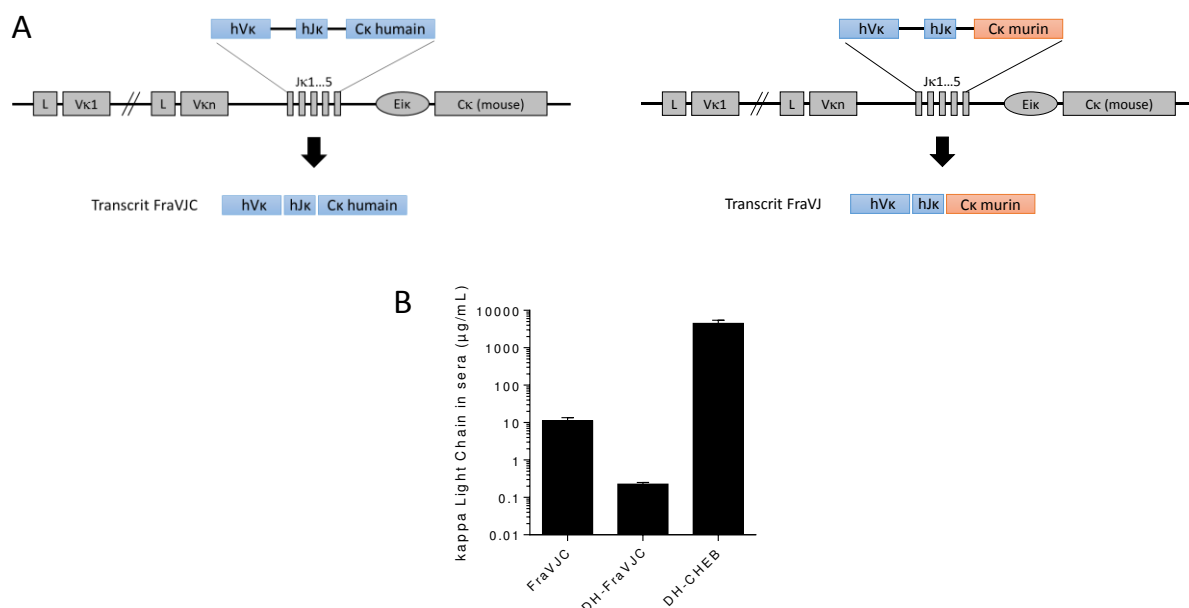 A
hVκ hJκ Cκ humain
Jκ1...5
L Vκ1 L Vκn Eiκ Cκ (mouse)
Transcrit FraVJC hVκ hJκ Cκ humain
hVκ hJκ Cκ murin
Jκ1...5
L Vκ1 L Vκn Eiκ Cκ (mouse)
Transcrit FraVJ hVκ hJκ Cκ murin
B
kappa Light Chain in sera (µg/mL)
10000
1000
100
10
1
0.1
0.01
FraVJC
DH-FraVJC
DH-CHEB